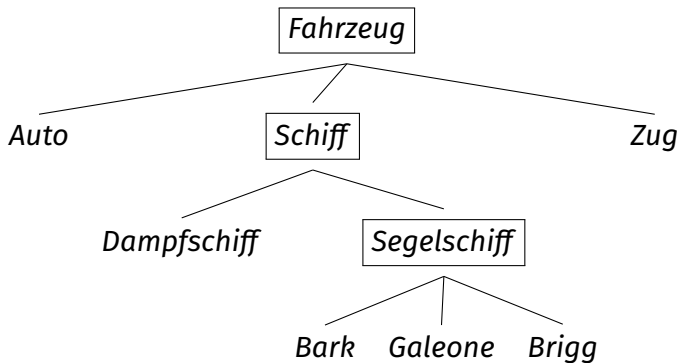 Fahrzeug
Auto Schiff Zug
Dampfschiff Segelschiff
Bark Galeone Brigg